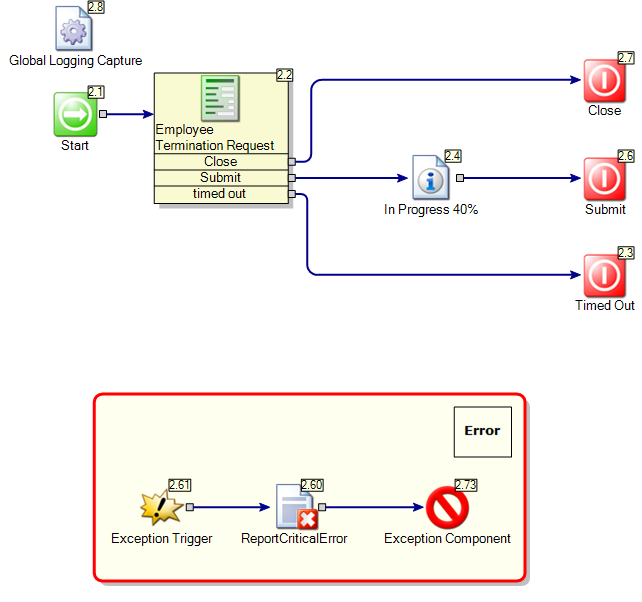 2.8
Global Logging Capture
2.1
Start
2.2
Employee
Termination Request
Close
Submit
timed out
2.4
In Progress 40%
2.7
Close
2.6
Submit
2.3
Timed Out
Error
2.61
Exception Trigger
2.60
ReportCriticalError
2.73
Exception Component